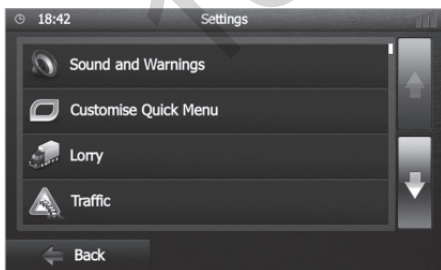 18:42 Settings
Sound and Warnings
Customise Quick Menu
Lorry
Traffic
Back